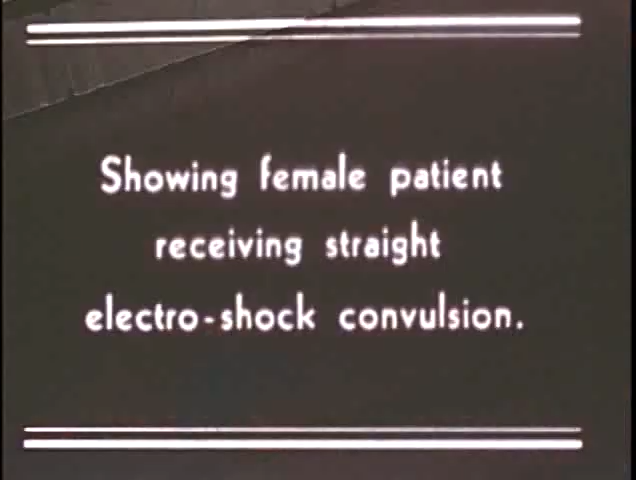 Showing female patient
receiving straight
electro-shock convulsion.